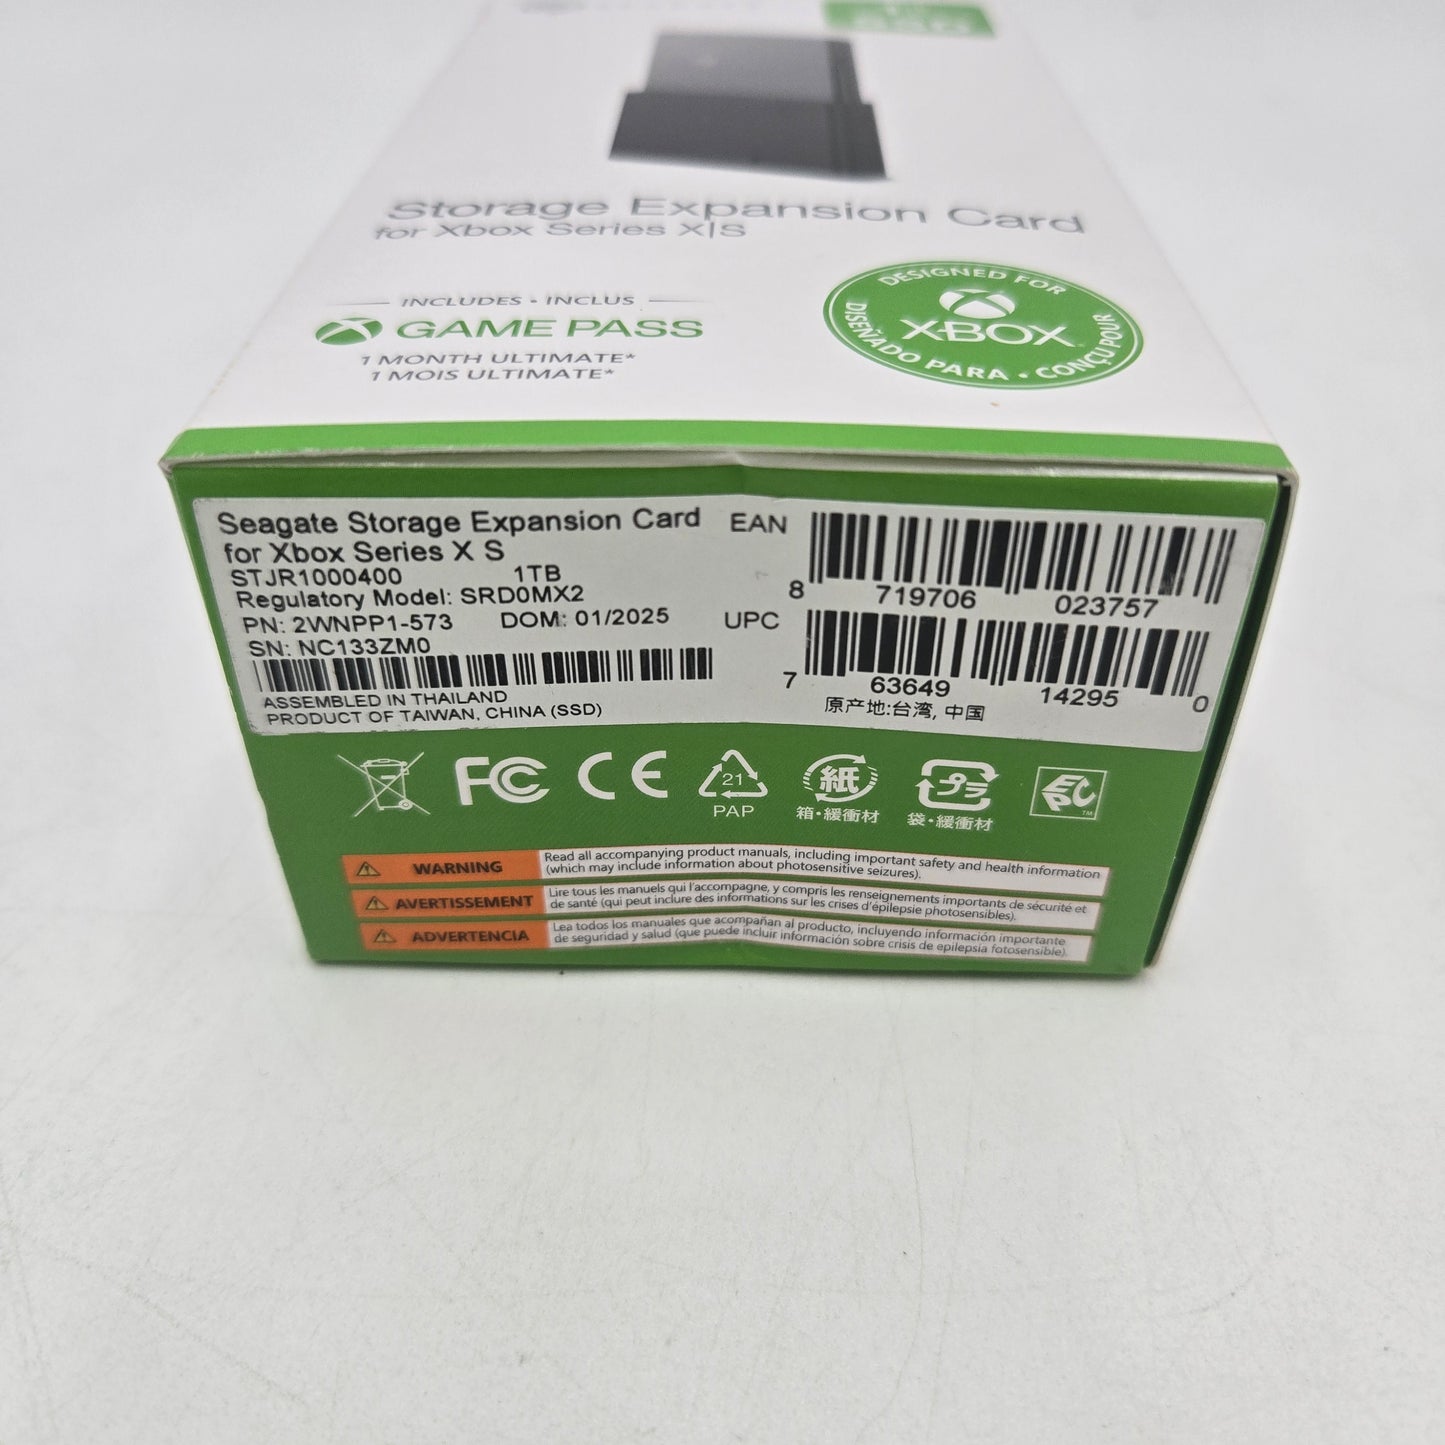 Storage Expansion Card
for Xbox Series X|S
INCLUDES • INCLUS
GAME PASS
1 MONTH ULTIMATE*
1 MOIS ULTIMATE*
DESIGNED FOR
XBOX
DISEÑADO PARA • CONÇU POUR
Seagate Storage Expansion Card
for Xbox Series X S
STJR1000400 1TB
Regulatory Model: SRD0MX2
PN: 2WNPP1-573 DOM: 01/2025
SN: NC133ZM0
ASSEMBLED IN THAILAND
PRODUCT OF TAIWAN, CHINA (SSD)
EAN
8 719706 023757
UPC
7 63649 14295 0
原产地:台湾, 中国
FC CE
21
PAP
紙
箱・緩衝材
プラ
袋・緩衝材
EPC™
WARNING
Read all accompanying product manuals, including important safety and health information
(which may include information about photosensitive seizures).
AVERTISSEMENT
Lire tous les manuels qui l'accompagne, y compris les renseignements importants de sécurité et
de santé (qui peut inclure des informations sur les crises d'épilepsie photosensibles).
ADVERTENCIA
Lea todos los manuales que acompañan al producto, incluyendo información importante
de seguridad y salud (que puede incluir información sobre crisis de epilepsia fotosensible).